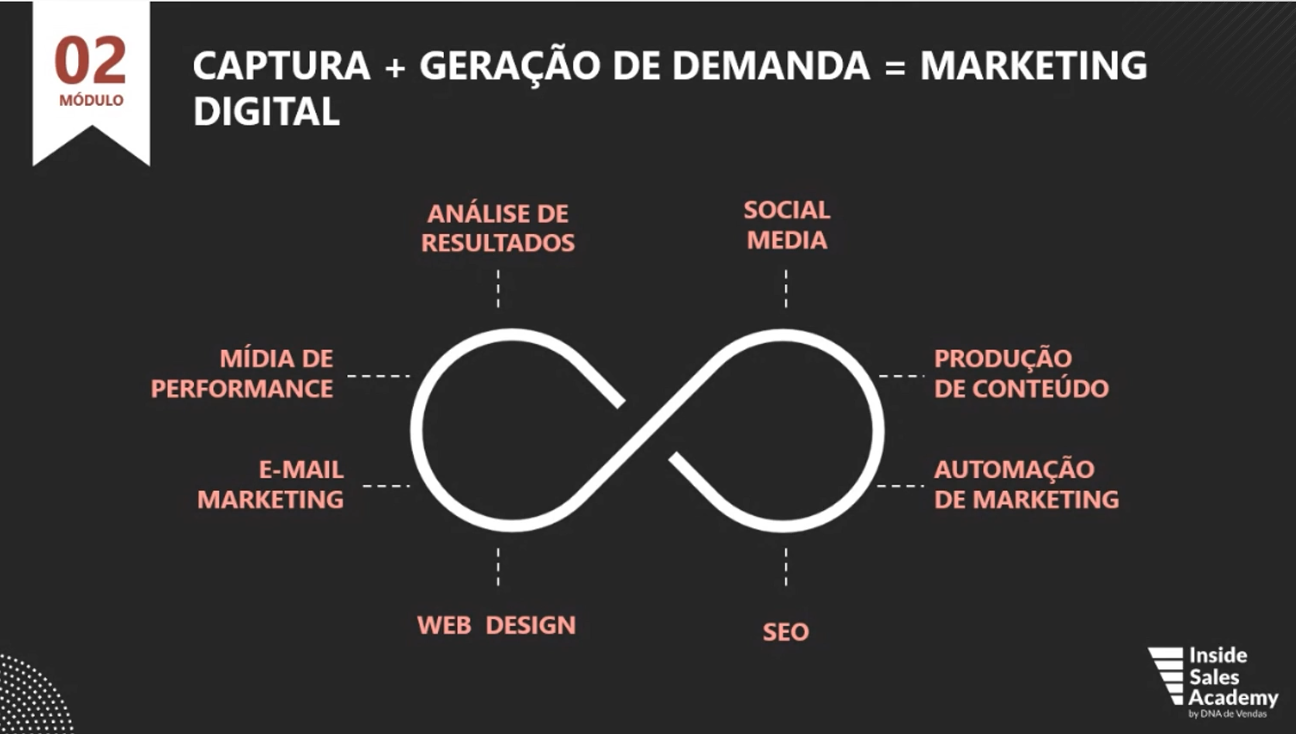 02
MÓDULO
CAPTURA + GERAÇÃO DE DEMANDA = MARKETING
DIGITAL
ANÁLISE DE
RESULTADOS
SOCIAL
MEDIA
MÍDIA DE
PERFORMANCE
PRODUÇÃO
DE CONTEÚDO
E-MAIL
MARKETING
AUTOMAÇÃO
DE MARKETING
WEB DESIGN
SEO
Inside
Sales
Academy
by DNA de Vendas